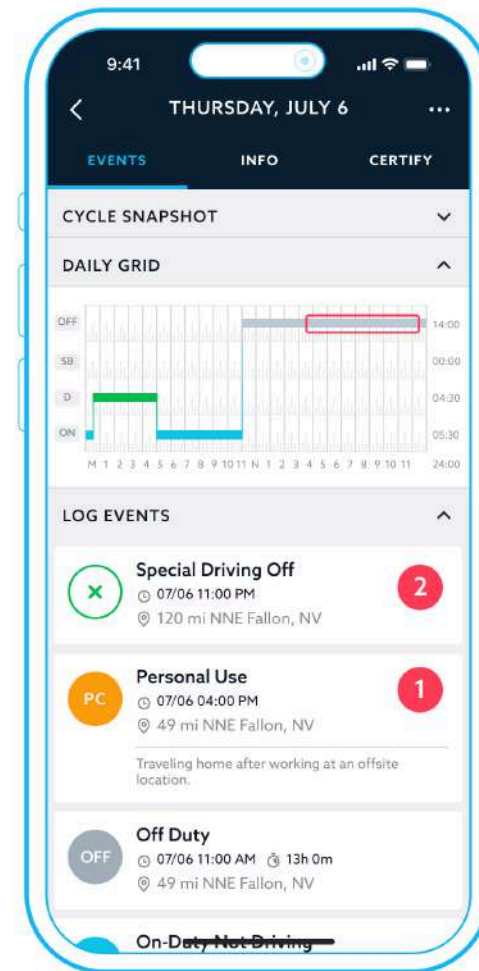 9:41
THURSDAY, JULY 6
EVENTS INFO CERTIFY
CYCLE SNAPSHOT
DAILY GRID
OFF 14:00
SB 00:00
D 04:30
ON 05:30
M 1 2 3 4 5 6 7 8 9 10 11 N 1 2 3 4 5 6 7 8 9 10 11 24:00
LOG EVENTS
Special Driving Off
07/06 11:00 PM
120 mi NNE Fallon, NV
2
PC
Personal Use
07/06 04:00 PM
49 mi NNE Fallon, NV
1
Traveling home after working at an offsite
location.
OFF
Off Duty
07/06 11:00 AM 13h 0m
49 mi NNE Fallon, NV
On-Duty Not Driving